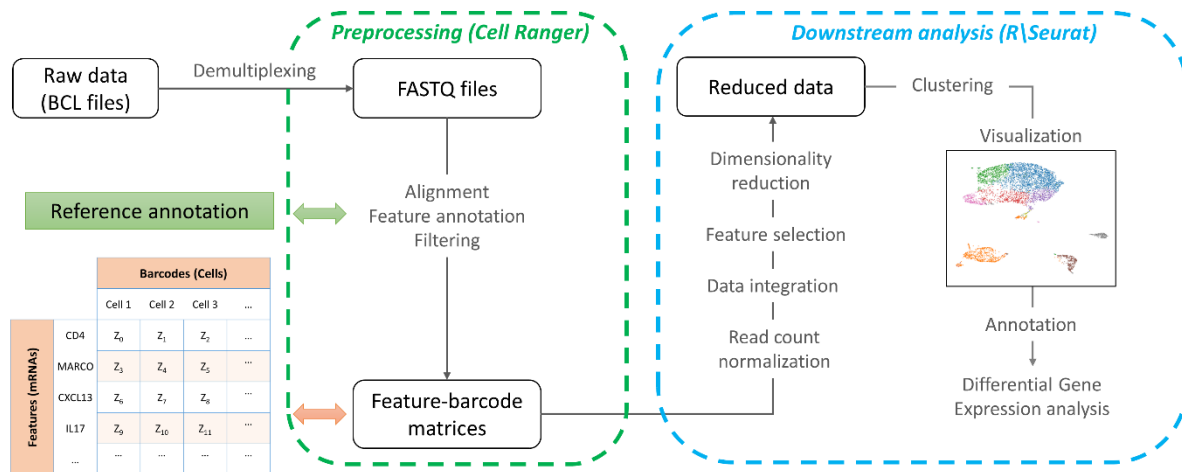 Preprocessing (Cell Ranger)
Downstream analysis (R\Seurat)
Raw data
(BCL files)
Demultiplexing
FASTQ files
Reference annotation
Alignment
Feature annotation
Filtering
Barcodes (Cells)
Cell 1 Cell 2 Cell 3 ...
Features (mRNAs)
CD4 Z0 Z1 Z2 ...
MARCO Z3 Z4 Z5 ...
CXCL13 Z6 Z7 Z8 ...
IL17 Z9 Z10 Z11 ...
... ... ... ... ...
Feature-barcode
matrices
Reduced data
Dimensionality
reduction
Feature selection
Data integration
Read count
normalization
Clustering
Visualization
Annotation
Differential Gene
Expression analysis